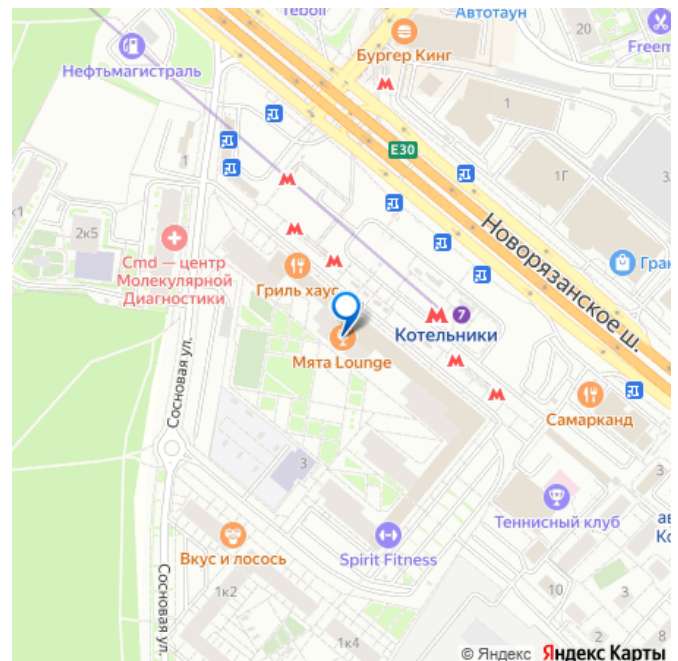 Teboil
Автотаун
20
Freem
Бургер Кинг
Нефтьмагистраль
1
E30
1
1Г
3
к1
2к5
Cmd — центр
Молекулярной
Диагностики
Гриль хаус
Новорязанское ш.
Гран
7
Котельники
Мята Lounge
Сосновая ул.
Самарканд
3
3
Теннисный клуб
ав
Ко
Вкус и лосось
Spirit Fitness
Сосновая ул.
1к2
10
3
1к4
2
8
© Яндекс Яндекс Карты